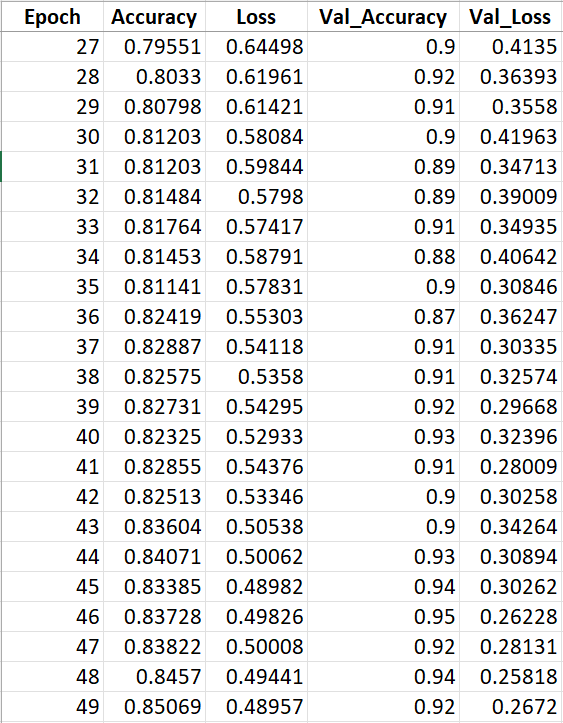 Epoch Accuracy Loss Val_Accuracy Val_Loss
27 0.79551 0.64498 0.9 0.4135
28 0.8033 0.61961 0.92 0.36393
29 0.80798 0.61421 0.91 0.3558
30 0.81203 0.58084 0.9 0.41963
31 0.81203 0.59844 0.89 0.34713
32 0.81484 0.5798 0.89 0.39009
33 0.81764 0.57417 0.91 0.34935
34 0.81453 0.58791 0.88 0.40642
35 0.81141 0.57831 0.9 0.30846
36 0.82419 0.55303 0.87 0.36247
37 0.82887 0.54118 0.91 0.30335
38 0.82575 0.5358 0.91 0.32574
39 0.82731 0.54295 0.92 0.29668
40 0.82325 0.52933 0.93 0.32396
41 0.82855 0.54376 0.91 0.28009
42 0.82513 0.53346 0.9 0.30258
43 0.83604 0.50538 0.9 0.34264
44 0.84071 0.50062 0.93 0.30894
45 0.83385 0.48982 0.94 0.30262
46 0.83728 0.49826 0.95 0.26228
47 0.83822 0.50008 0.92 0.28131
48 0.8457 0.49441 0.94 0.25818
49 0.85069 0.48957 0.92 0.2672